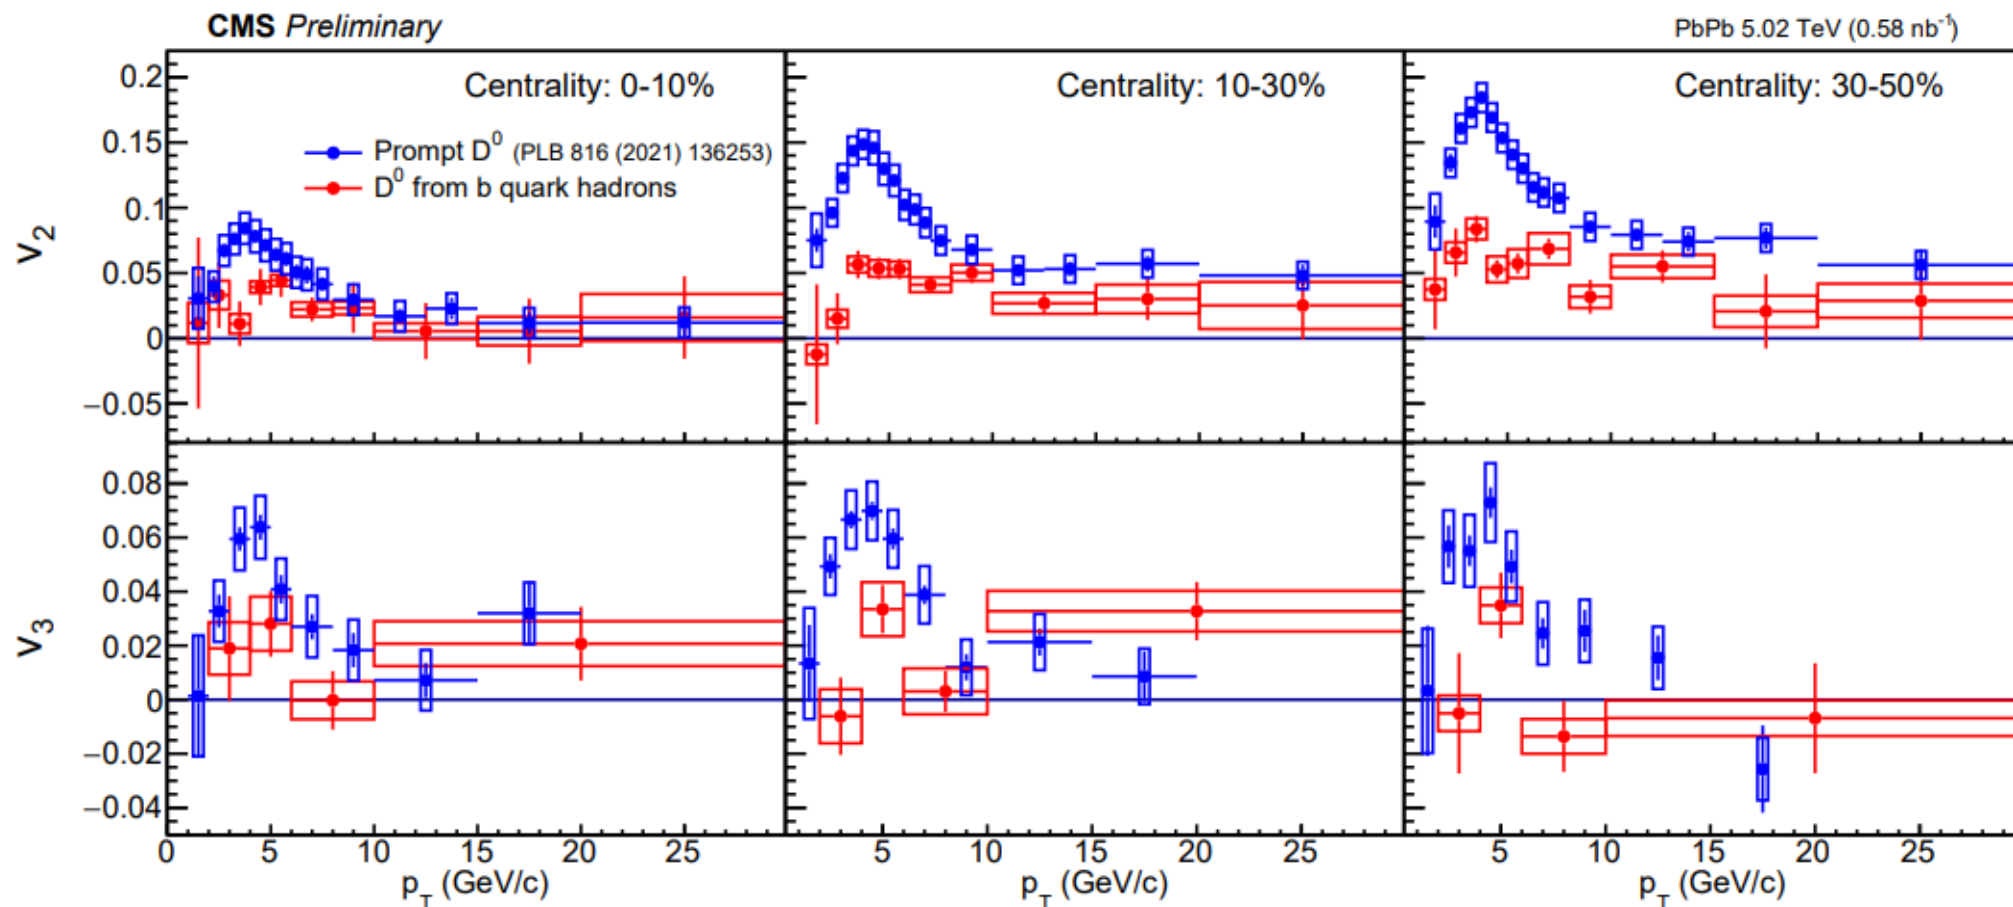 CMS Preliminary
PbPb 5.02 TeV (0.58 nb⁻¹)
Centrality: 0-10%
Centrality: 10-30%
Centrality: 30-50%
Prompt D⁰ (PLB 816 (2021) 136253)
D⁰ from b quark hadrons
v₂
0.2
0.15
0.1
0.05
0
−0.05
v₃
0.08
0.06
0.04
0.02
0
−0.02
−0.04
0 5 10 15 20 25
5 10 15 20 25
5 10 15 20 25
p_T (GeV/c)
p_T (GeV/c)
p_T (GeV/c)